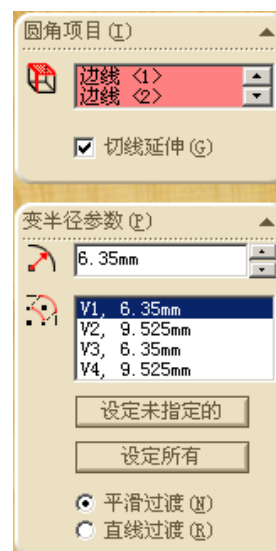 圆角项目(I)
边线 <1>
边线 <2>
切线延伸(G)
变半径参数(P)
6.35mm
V1, 6.35mm
V2, 9.525mm
V3, 6.35mm
V4, 9.525mm
设定未指定的
设定所有
平滑过渡(N)
直线过渡(R)